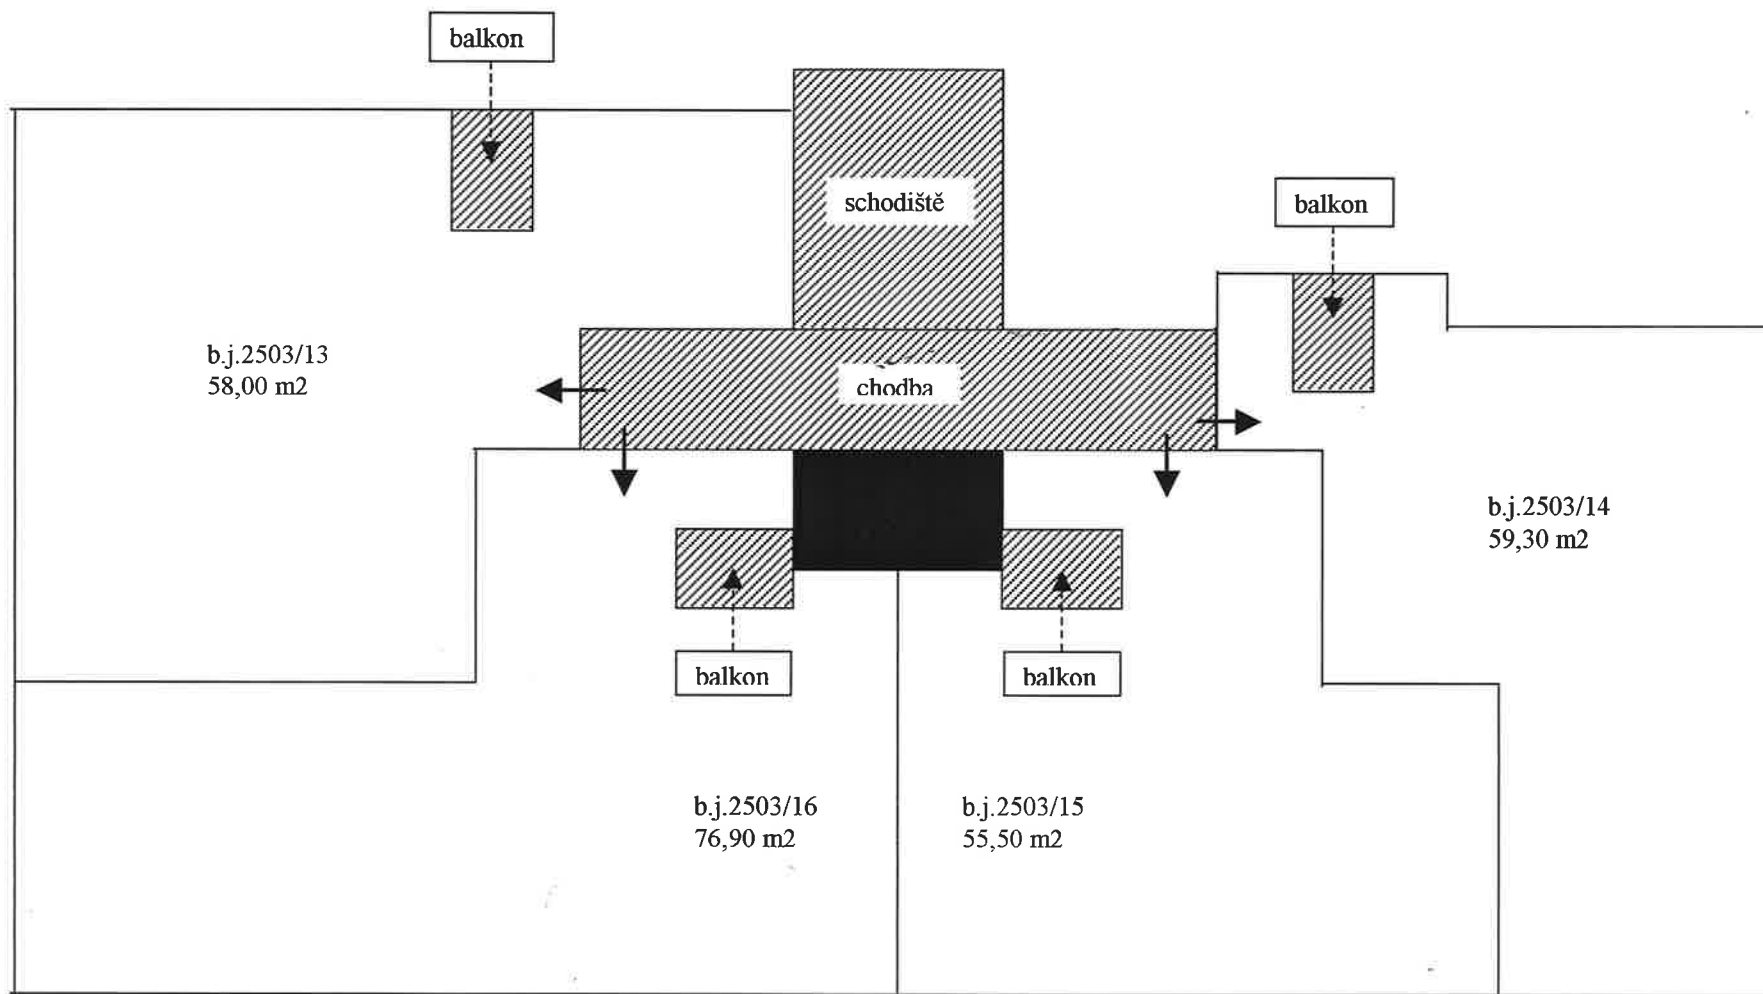 balkon
schodiště
balkon
b.j.2503/13
58,00 m2
chodba
b.j.2503/14
59,30 m2
balkon
balkon
b.j.2503/16
76,90 m2
b.j.2503/15
55,50 m2